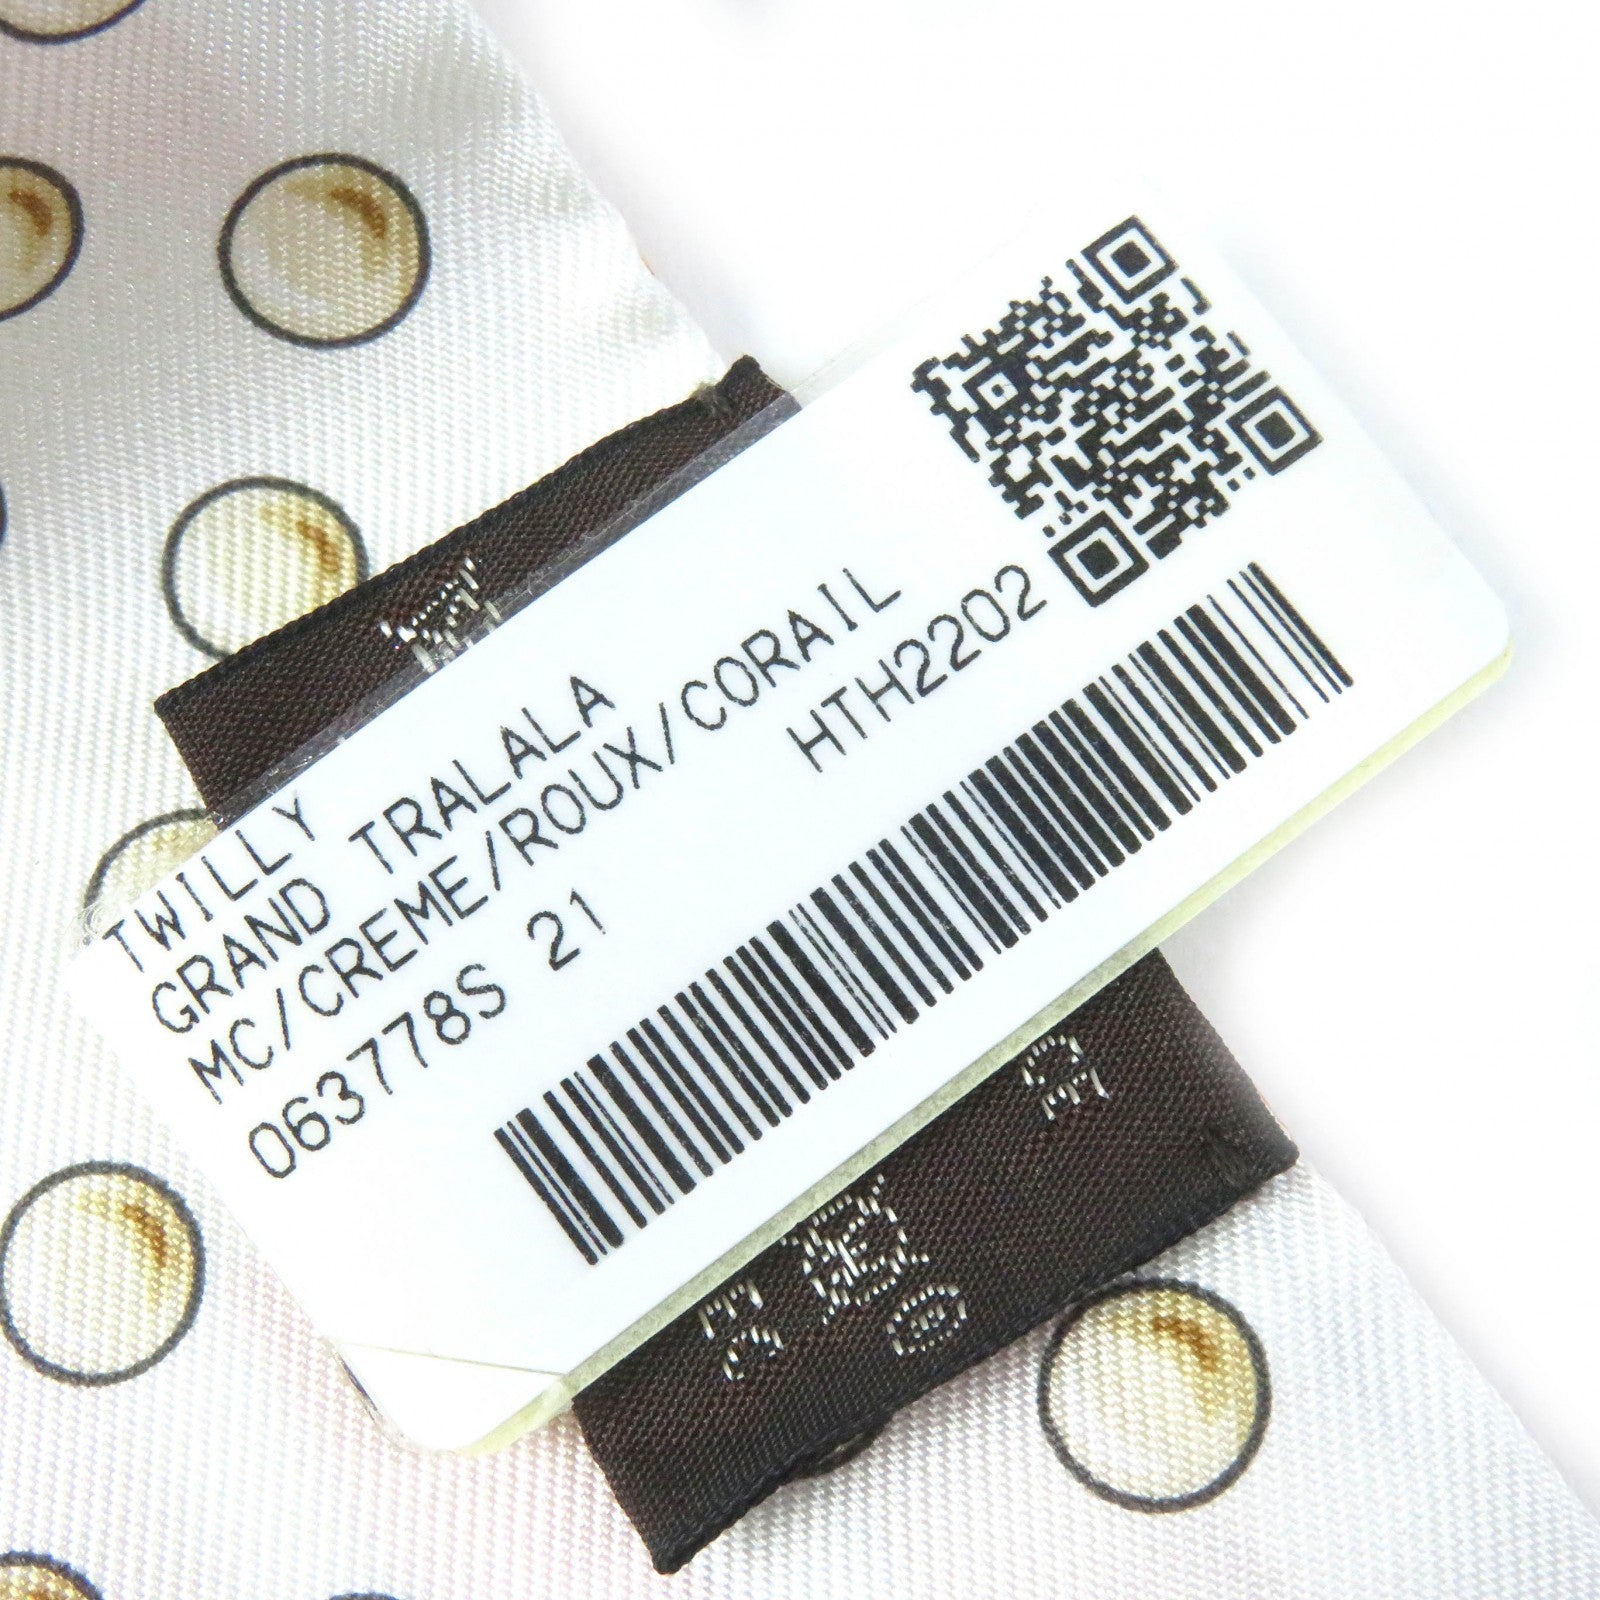 TWILLY
GRAND TRALALA
MC/CREME/ROUX/CORAIL
063778S 21 HTH2202